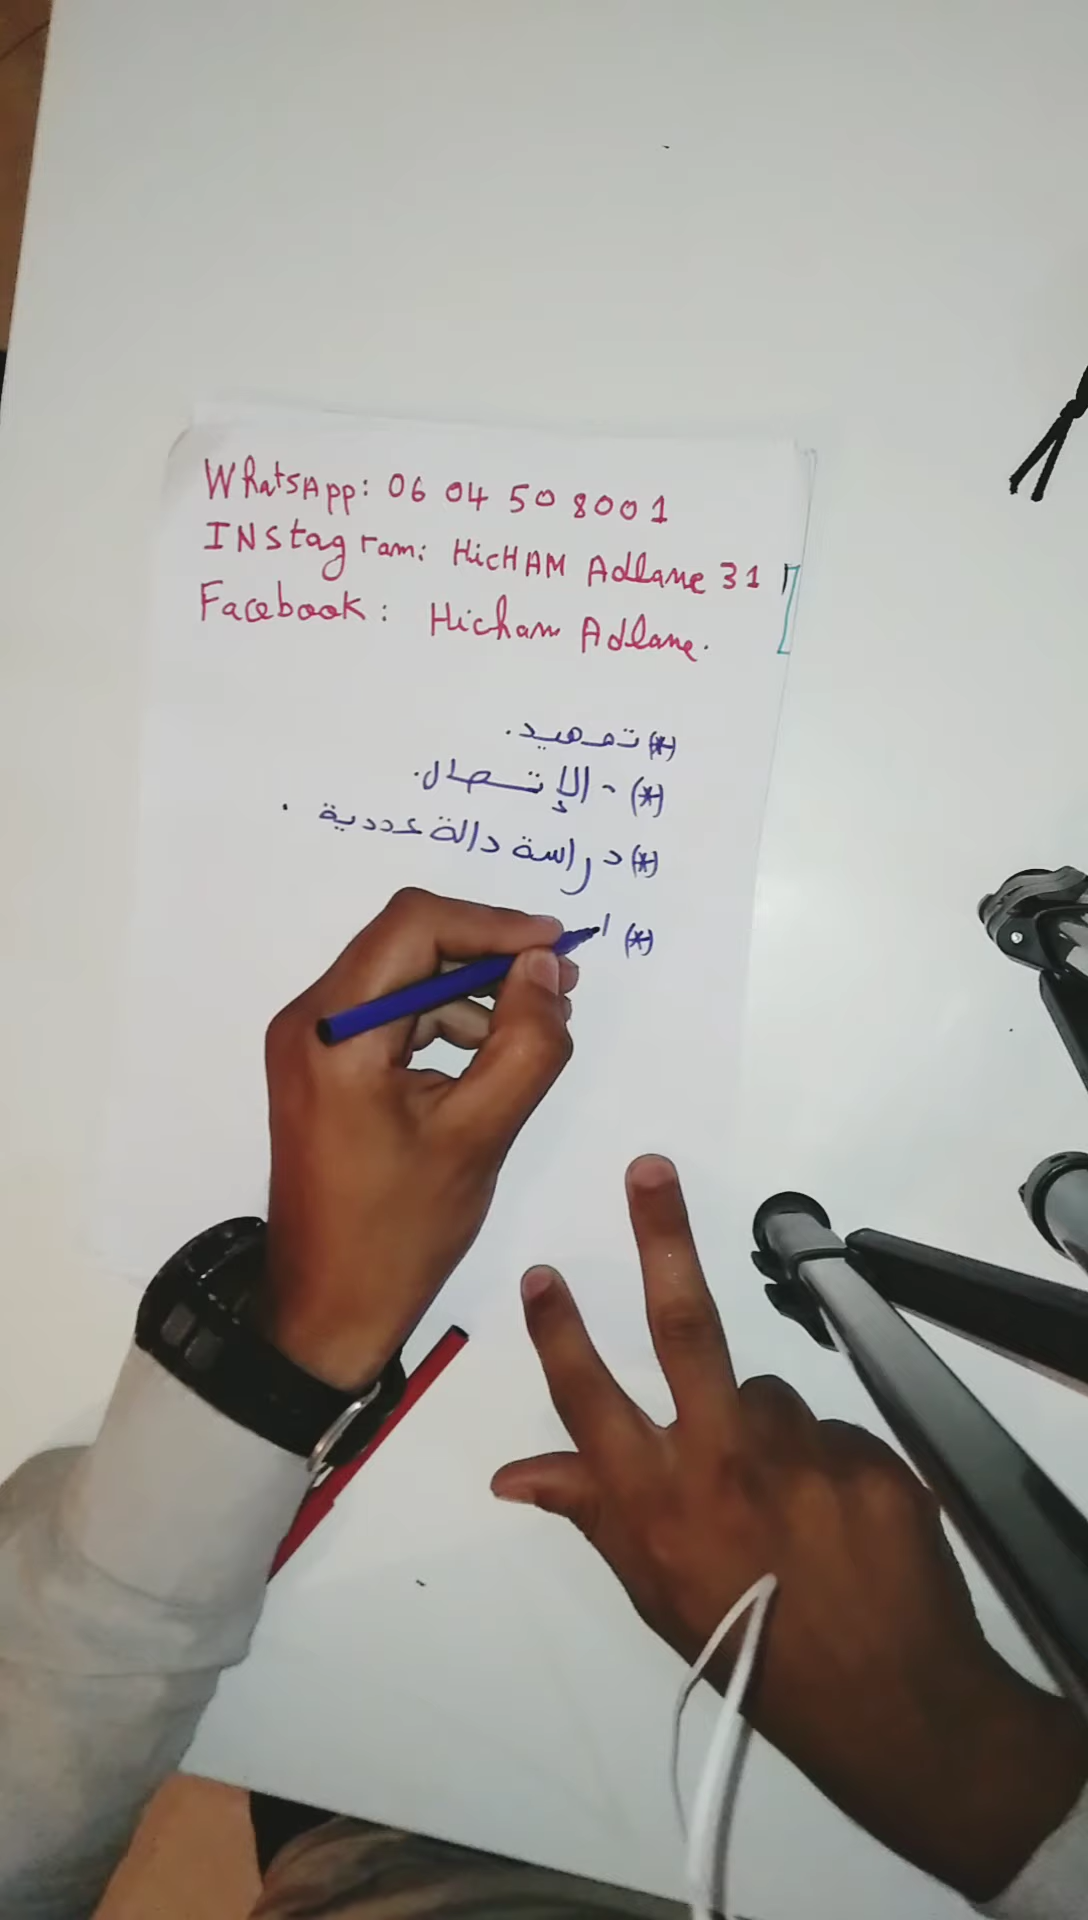 WhatsApp: 06 04 50 8001
INstagram: HicHAM Adlane 31
Facebook: Hicham Adlane.
(*) تمهيد.
(*) - الإتصال.
(*) دراسة دالة عددية.
(*) ا